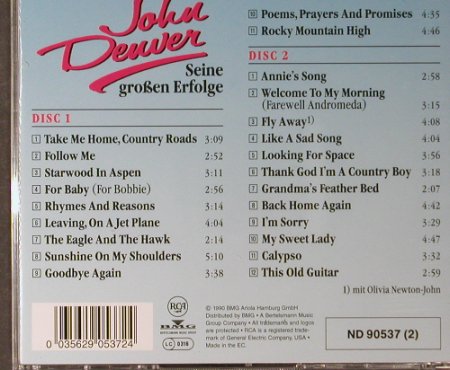 John
Denver
Seine
großen Erfolge
DISC 1
1 Take Me Home, Country Roads 3:09
2 Follow Me 2:52
3 Starwood In Aspen 3:11
4 For Baby (For Bobbie) 2:56
5 Rhymes And Reasons 3:14
6 Leaving, On A Jet Plane 4:04
7 The Eagle And The Hawk 2:14
8 Sunshine On My Shoulders 5:10
9 Goodbye Again 3:38
10 Poems, Prayers And Promises 4:35
11 Rocky Mountain High 4:46
DISC 2
1 Annie's Song 2:58
2 Welcome To My Morning
(Farewell Andromeda) 3:15
3 Fly Away1) 4:08
4 Like A Sad Song 4:04
5 Looking For Space 3:56
6 Thank God I'm A Country Boy 3:18
7 Grandma's Feather Bed 2:07
8 Back Home Again 4:42
9 I'm Sorry 3:29
10 My Sweet Lady 4:47
11 Calypso 3:32
12 This Old Guitar 2:59
1) mit Olivia Newton-John
0 035629 053724
RCA
BMG
LC 0316
℗ © 1990 BMG Ariola Hamburg GmbH
Distributed by BMG • A Bertelsmann Music
Group Company • All trademarks and logos
are protected • RCA is a registered
trademark of General Electric Company, USA •
Made in the EC.
ND 90537 (2)